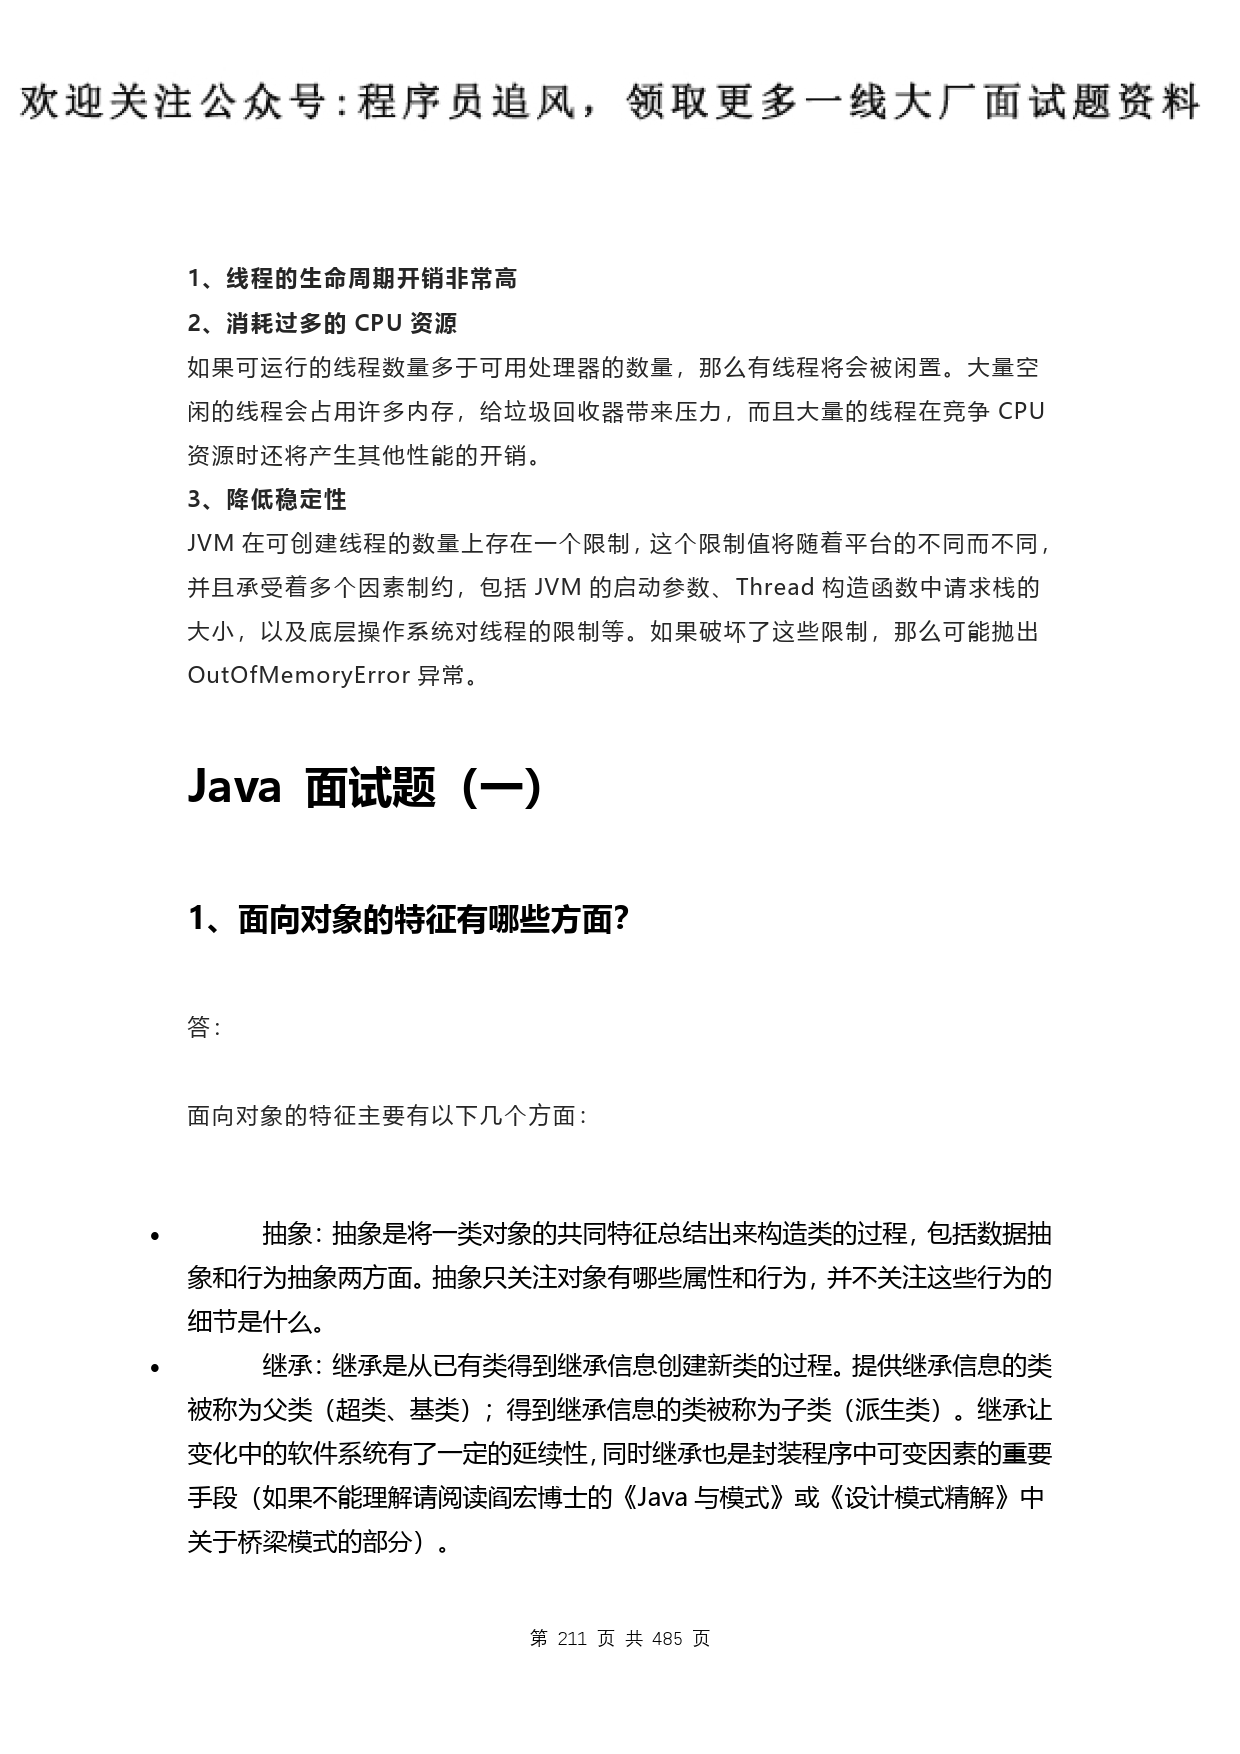 欢迎关注公众号:程序员追风，领取更多一线大厂面试题资料
1、线程的生命周期开销非常高
2、消耗过多的 CPU 资源
如果可运行的线程数量多于可用处理器的数量，那么有线程将会被闲置。大量空
闲的线程会占用许多内存，给垃圾回收器带来压力，而且大量的线程在竞争 CPU
资源时还将产生其他性能的开销。
3、降低稳定性
JVM 在可创建线程的数量上存在一个限制，这个限制值将随着平台的不同而不同，
并且承受着多个因素制约，包括 JVM 的启动参数、Thread 构造函数中请求栈的
大小，以及底层操作系统对线程的限制等。如果破坏了这些限制，那么可能抛出
OutOfMemoryError 异常。
Java 面试题（一）
1、面向对象的特征有哪些方面？
答：
面向对象的特征主要有以下几个方面：
• 抽象：抽象是将一类对象的共同特征总结出来构造类的过程，包括数据抽
象和行为抽象两方面。抽象只关注对象有哪些属性和行为，并不关注这些行为的
细节是什么。
• 继承：继承是从已有类得到继承信息创建新类的过程。提供继承信息的类
被称为父类（超类、基类）；得到继承信息的类被称为子类（派生类）。继承让
变化中的软件系统有了一定的延续性，同时继承也是封装程序中可变因素的重要
手段（如果不能理解请阅读阎宏博士的《Java 与模式》或《设计模式精解》中
关于桥梁模式的部分）。
第 211 页 共 485 页